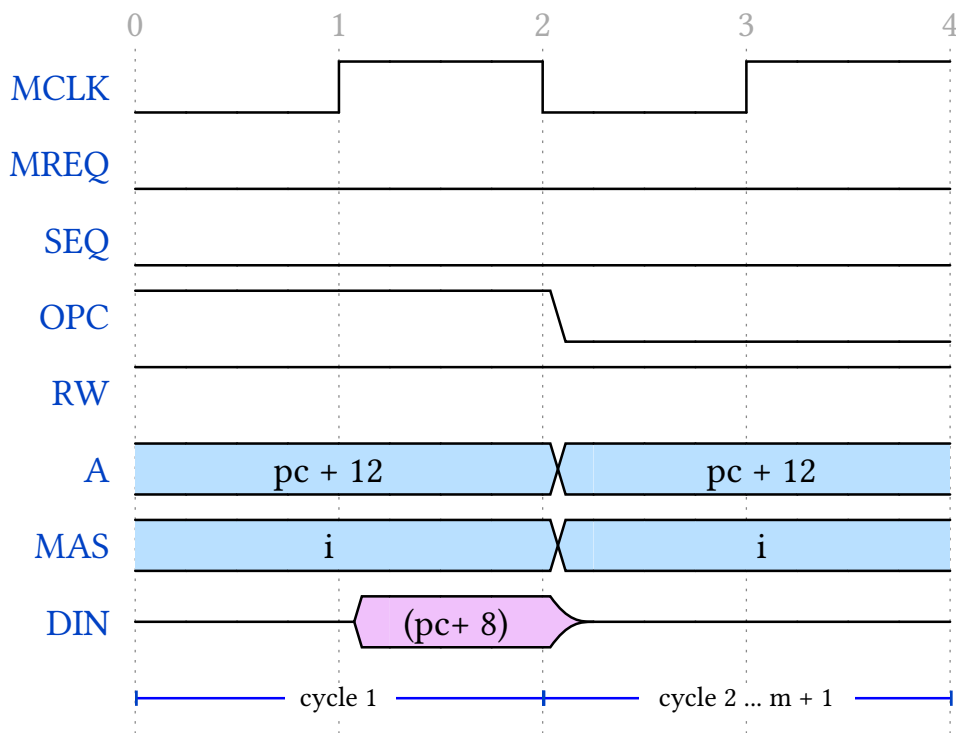 0 1 2 3 4
MCLK
MREQ
SEQ
OPC
RW
A pc + 12 pc + 12
MAS i i
DIN (pc+ 8)
cycle 1 cycle 2 ... m + 1